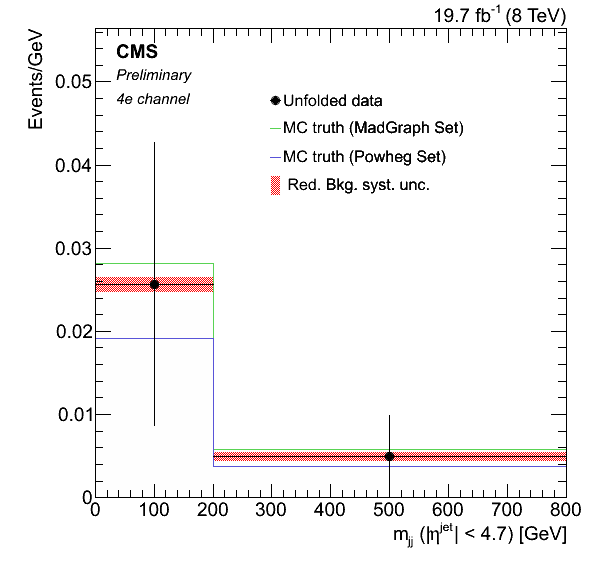 19.7 fb⁻¹ (8 TeV)
Events/GeV
CMS
Preliminary
4e channel
Unfolded data
MC truth (MadGraph Set)
MC truth (Powheg Set)
Red. Bkg. syst. unc.
0.05
0.04
0.03
0.02
0.01
0
0 100 200 300 400 500 600 700 800
m_jj (|η^jet| < 4.7) [GeV]